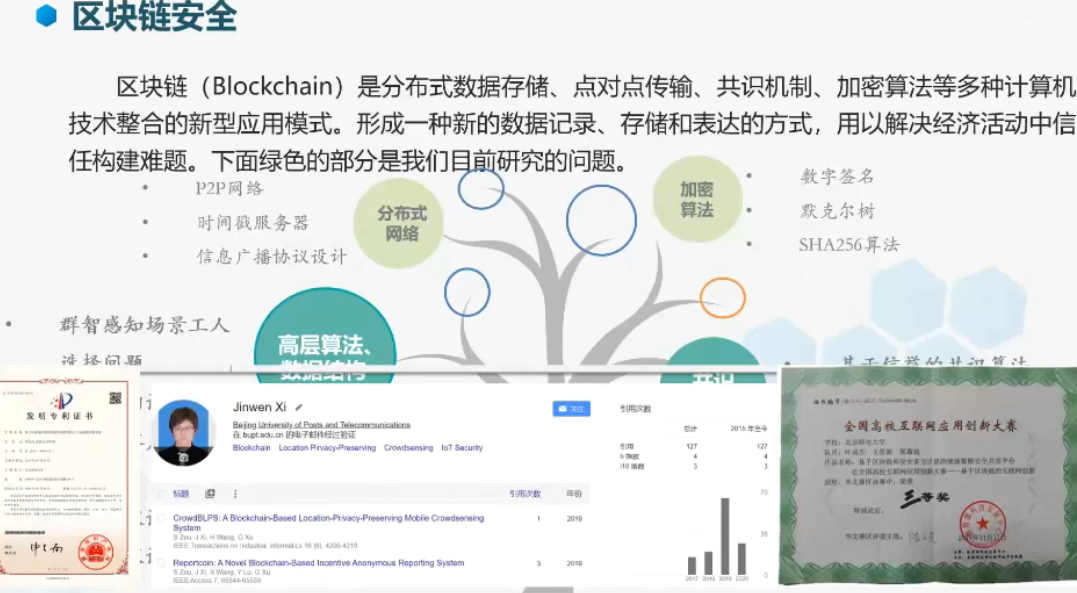 区块链安全
区块链（Blockchain）是分布式数据存储、点对点传输、共识机制、加密算法等多种计算机
技术整合的新型应用模式。形成一种新的数据记录、存储和表达的方式，用以解决经济活动中信
任构建难题。下面绿色的部分是我们目前研究的问题。
P2P网络
时间戳服务器
信息广播协议设计
分布式
网络
加密
算法
数字签名
默克尔树
SHA256算法
群智感知场景工人
选择问题
高层算法、
数据结构
共识
基于信誉的共识算法
发明专利证书
Jinwen Xi
Beijing University of Posts and Telecommunications
在 bupt.edu.cn 的电子邮件经过验证
Blockchain Location Pirvacy-Preserving Crowdsensing IoT Security
关注
标题 引用次数 年份
CrowdBLPS: A Blockchain-Based Location-Privacy-Preserving Mobile Crowdsensing 1 2019
System
S Zou, J Xi, H Wang, G Xu
IEEE Transactions on Industrial Informatics 16 (6), 4206-4218
Reportcoin: A Novel Blockchain-Based Incentive Anonymous Reporting System 3 2019
S Zou, J Xi, S Wang, Y Lu, G Xu
IEEE Access 7, 65544-65559
引用次数
总计 2015 年至今
引用 127 127
h 指数 4 4
i10 指数 3 3
70
35
0
2017 2018 2019 2020
全国高校互联网应用创新大赛
学校：北京邮电大学
三等奖
特颁此证。